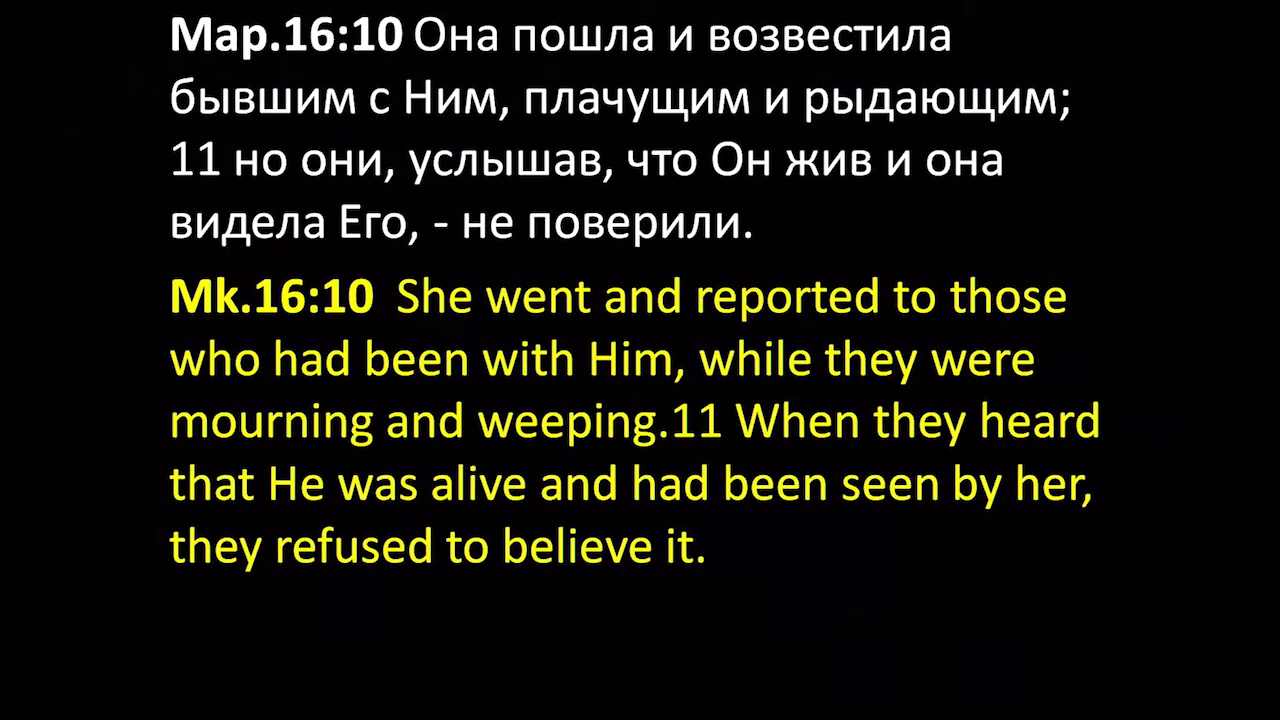 Мар.16:10 Она пошла и возвестила
бывшим с Ним, плачущим и рыдающим;
11 но они, услышав, что Он жив и она
видела Его, - не поверили.
Mk.16:10 She went and reported to those
who had been with Him, while they were
mourning and weeping.11 When they heard
that He was alive and had been seen by her,
they refused to believe it.